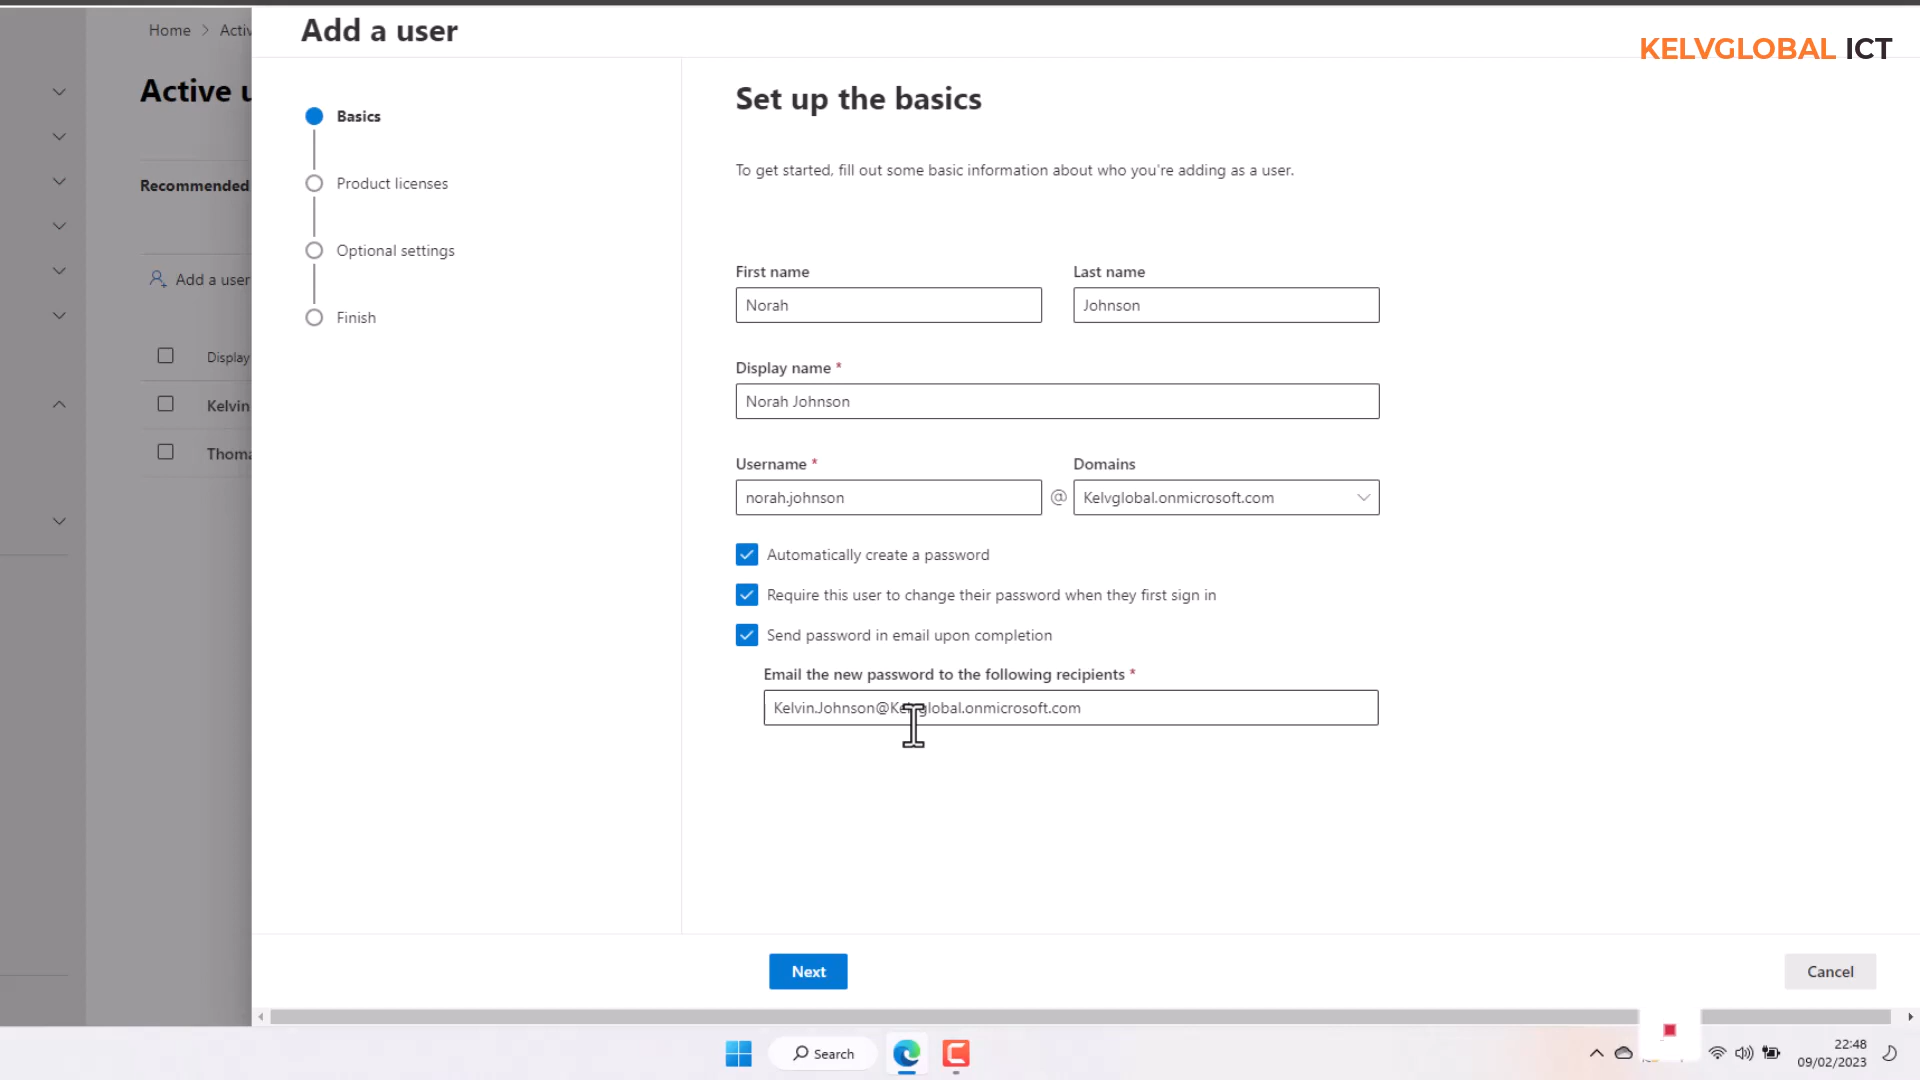 Home > Activ
Add a user
KELVGLOBAL ICT
Active u
Recommended
Add a user
Display
Kelvin
Thoma
Basics
Product licenses
Optional settings
Finish
Set up the basics
To get started, fill out some basic information about who you're adding as a user.
First name
Last name
Norah
Johnson
Display name *
Norah Johnson
Username *
Domains
norah.johnson
@
Kelvglobal.onmicrosoft.com
Automatically create a password
Require this user to change their password when they first sign in
Send password in email upon completion
Email the new password to the following recipients *
Kelvin.Johnson@Kelvglobal.onmicrosoft.com
Next
Cancel
Search
22:48
09/02/2023